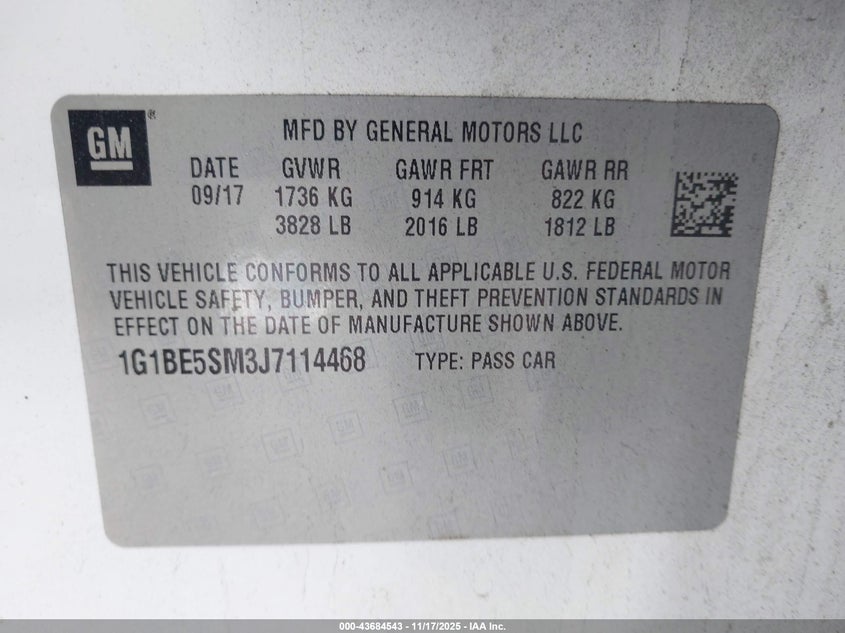 GM®
MFD BY GENERAL MOTORS LLC
DATE GVWR GAWR FRT GAWR RR
09/17 1736 KG 914 KG 822 KG
3828 LB 2016 LB 1812 LB
THIS VEHICLE CONFORMS TO ALL APPLICABLE U.S. FEDERAL MOTOR
VEHICLE SAFETY, BUMPER, AND THEFT PREVENTION STANDARDS IN
EFFECT ON THE DATE OF MANUFACTURE SHOWN ABOVE.
1G1BE5SM3J7114468 TYPE: PASS CAR
000-43684543 - 11/17/2025 - IAA Inc.